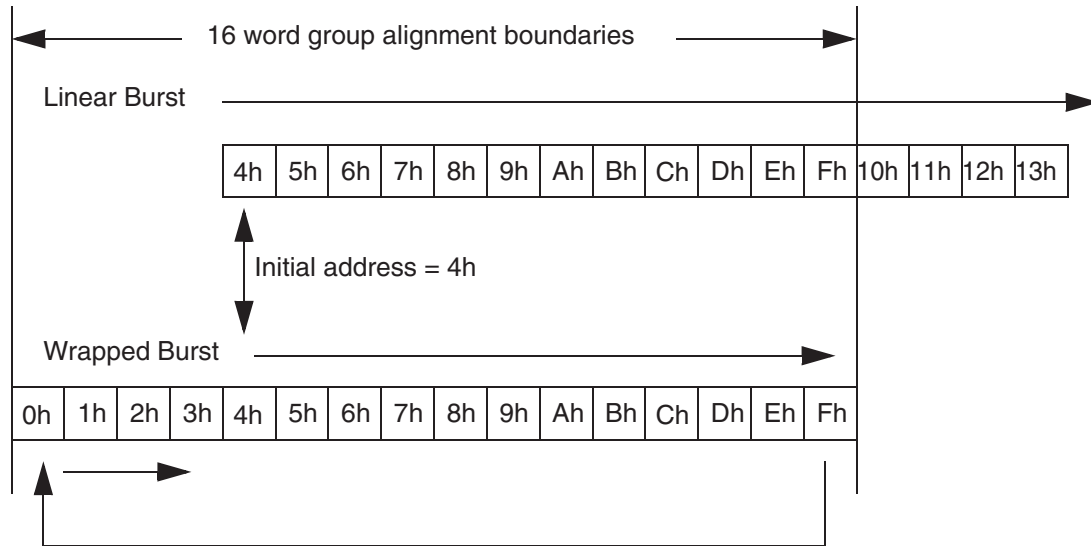 16 word group alignment boundaries
Linear Burst
4h 5h 6h 7h 8h 9h Ah Bh Ch Dh Eh Fh 10h 11h 12h 13h
Initial address = 4h
Wrapped Burst
0h 1h 2h 3h 4h 5h 6h 7h 8h 9h Ah Bh Ch Dh Eh Fh